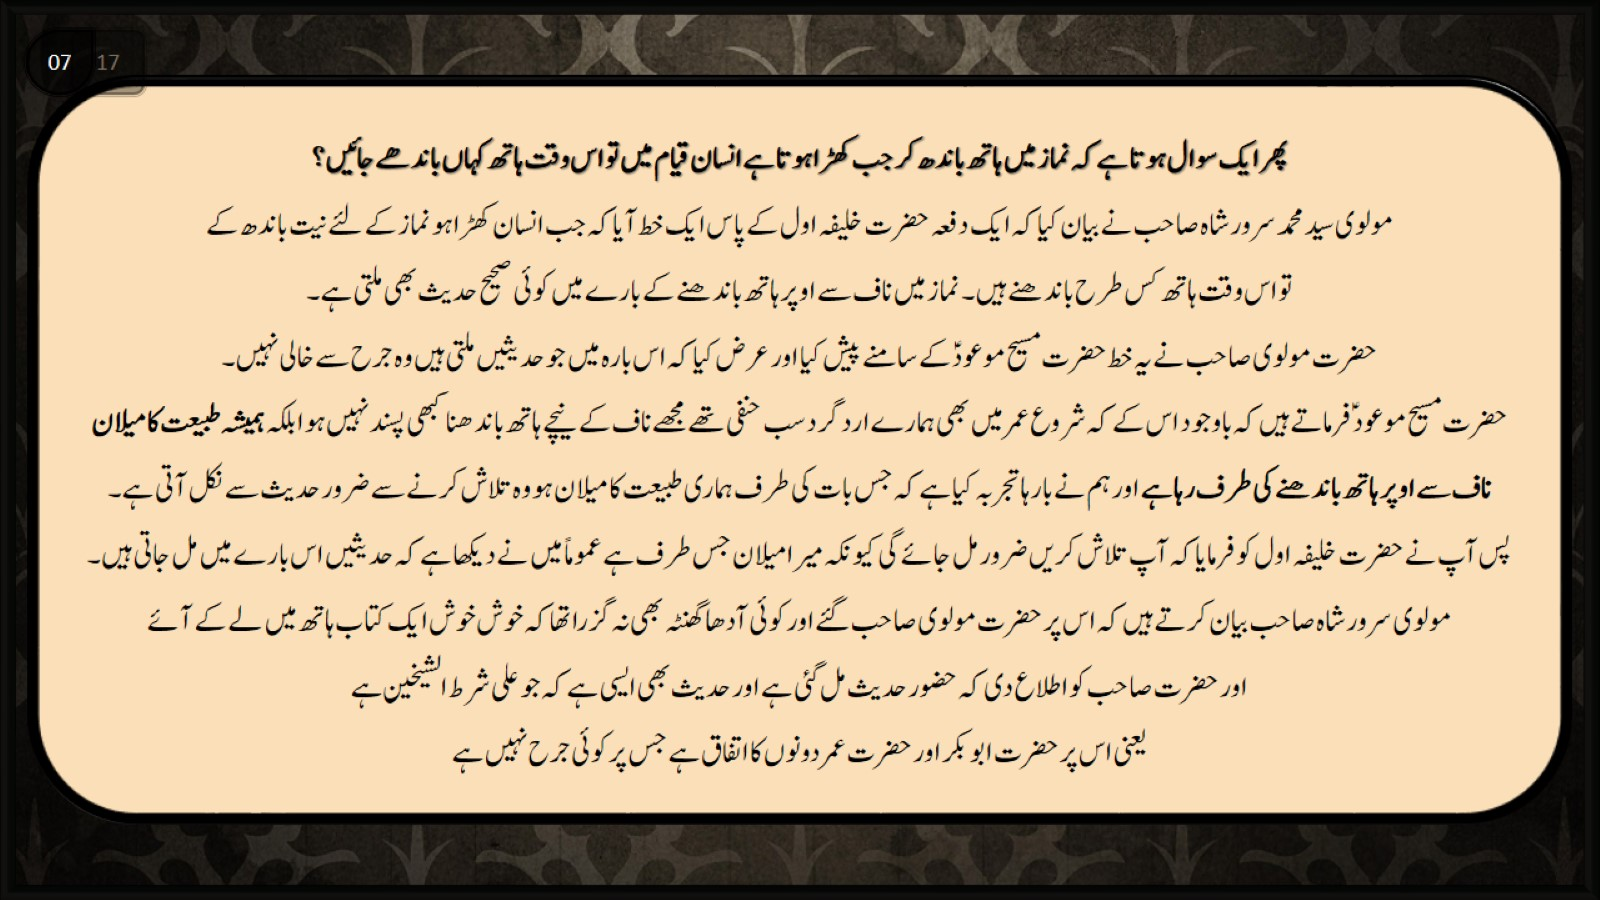 07 17
پھر ایک سوال ہوتا ہے کہ نماز میں ہاتھ باندھ کر جب کھڑا ہوتا ہے انسان قیام میں تو اس وقت ہاتھ کہاں باندھے جائیں؟
مولوی سید محمد سرور شاہ صاحب نے بیان کیا کہ ایک دفعہ حضرت خلیفہ اول کے پاس ایک خط آیا کہ جب انسان کھڑا ہو نماز کے لئے نیت باندھ کے
تو اس وقت ہاتھ کس طرح باندھنے ہیں۔ نماز میں ناف سے اوپر ہاتھ باندھنے کے بارے میں کوئی صحیح حدیث بھی ملتی ہے۔
حضرت مولوی صاحب نے یہ خط حضرت مسیح موعودؑ کے سامنے پیش کیا اور عرض کیا کہ اس بارہ میں جو حدیثیں ملتی ہیں وہ جرح سے خالی نہیں۔
حضرت مسیح موعودؑ فرماتے ہیں کہ باوجود اس کے کہ شروع عمر میں بھی ہمارے ارد گرد سب حنفی تھے مجھے ناف کے نیچے ہاتھ باندھنا کبھی پسند نہیں ہوا بلکہ ہمیشہ طبیعت کا میلان
ناف سے اوپر ہاتھ باندھنے کی طرف رہا ہے اور ہم نے بارہا تجربہ کیا ہے کہ جس بات کی طرف ہماری طبیعت کا میلان ہو وہ تلاش کرنے سے ضرور حدیث سے نکل آتی ہے۔
پس آپ نے حضرت خلیفہ اول کو فرمایا کہ آپ تلاش کریں ضرور مل جائے گی کیونکہ میرا میلان جس طرف ہے عموماً میں نے دیکھا ہے کہ حدیثیں اس بارے میں مل جاتی ہیں۔
مولوی سرور شاہ صاحب بیان کرتے ہیں کہ اس پر حضرت مولوی صاحب گئے اور کوئی آدھا گھنٹہ بھی نہ گزرا تھا کہ خوش خوش ایک کتاب ہاتھ میں لے کے آئے
اور حضرت صاحب کو اطلاع دی کہ حضور حدیث مل گئی ہے اور حدیث بھی ایسی ہے کہ جو علی شرط الشیخین ہے
یعنی اس پر حضرت ابو بکر اور حضرت عمر دونوں کا اتفاق ہے جس پر کوئی جرح نہیں ہے